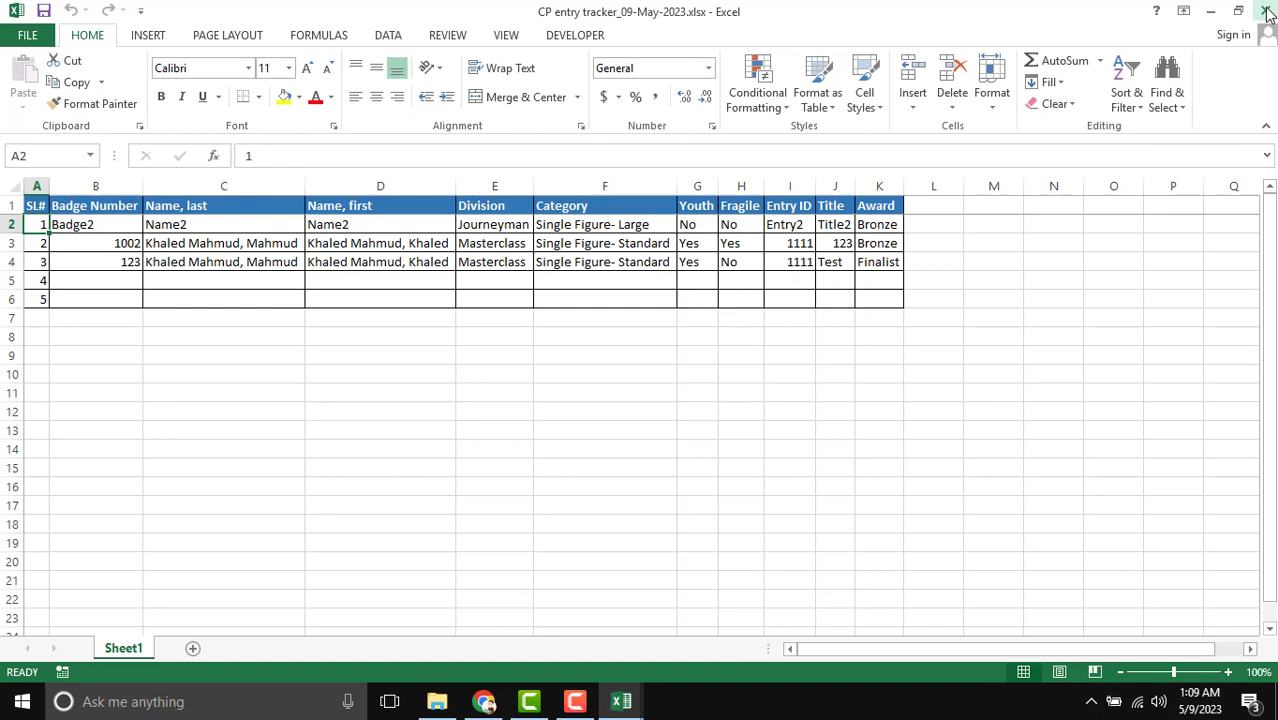 CP entry tracker_09-May-2023.xlsx - Excel
?
FILE HOME INSERT PAGE LAYOUT FORMULAS DATA REVIEW VIEW DEVELOPER Sign in
Paste
Cut
Copy
Format Painter
Clipboard
Calibri 11
B I U
Font
Wrap Text
Merge & Center
Alignment
General
$ % ,
Number
Conditional Formatting
Format as Table
Cell Styles
Styles
Insert Delete Format
Cells
AutoSum
Fill
Clear
Sort & Filter
Find & Select
Editing
A2 fx 1
A B C D E F G H I J K L M N O P Q
1 SL# Badge Number Name, last Name, first Division Category Youth Fragile Entry ID Title Award
2 1 Badge2 Name2 Name2 Journeyman Single Figure- Large No No Entry2 Title2 Bronze
3 2 1002 Khaled Mahmud, Mahmud Khaled Mahmud, Khaled Masterclass Single Figure- Standard Yes Yes 1111 123 Bronze
4 3 123 Khaled Mahmud, Mahmud Khaled Mahmud, Khaled Masterclass Single Figure- Standard Yes No 1111 Test Finalist
5 4
6 5
7
8
9
10
11
12
13
14
15
16
17
18
19
20
21
22
23
Sheet1
READY 100%
Ask me anything
1:09 AM
5/9/2023
3